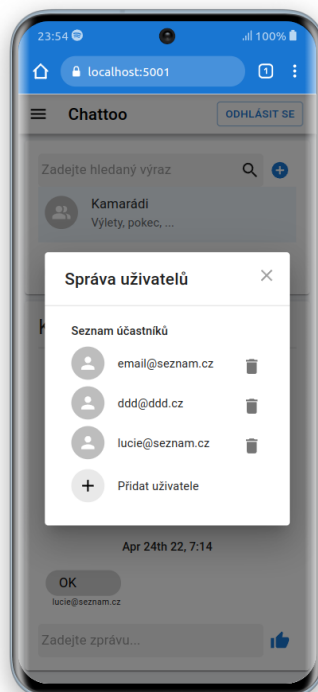 23:54 100%
localhost:5001 1
Chattoo ODHLÁSIT SE
Zadejte hledaný výraz
Kamarádi
Výlety, pokec, ...
Správa uživatelů
K
Seznam účastníků
email@seznam.cz
ddd@ddd.cz
lucie@seznam.cz
Přidat uživatele
Apr 24th 22, 7:14
OK
lucie@seznam.cz
Zadejte zprávu...